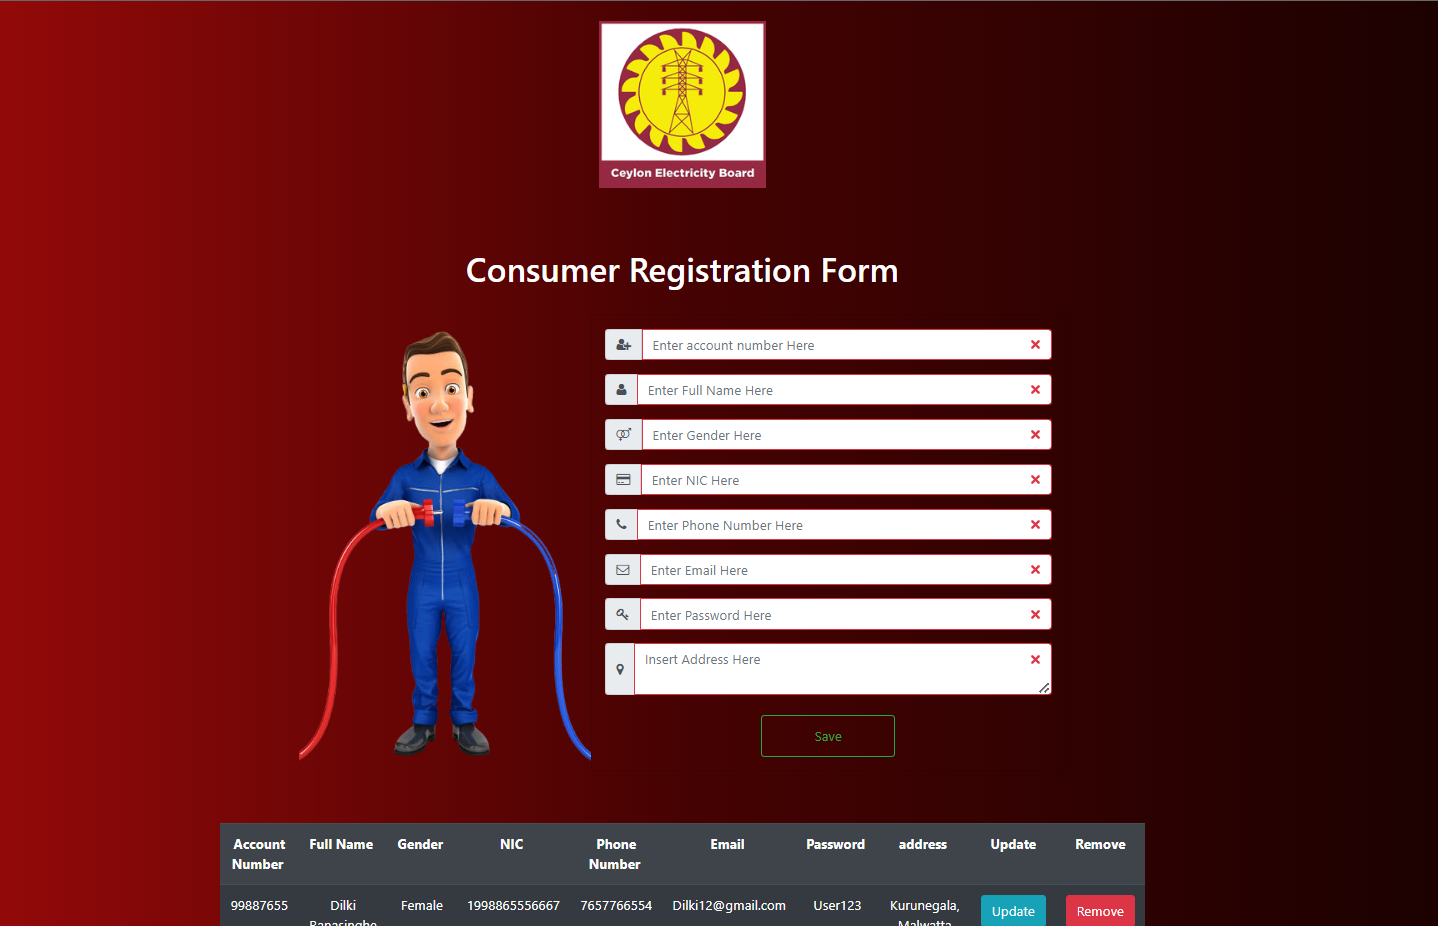 Ceylon Electricity Board
Consumer Registration Form
Enter account number Here
Enter Full Name Here
Enter Gender Here
Enter NIC Here
Enter Phone Number Here
Enter Email Here
Enter Password Here
Insert Address Here
Save
Account Number Full Name Gender NIC Phone Number Email Password address Update Remove
99887655 Dilki Ranasinghe Female 1998865556667 7657766554 Dilki12@gmail.com User123 Kurunegala, Malwatta Update Remove